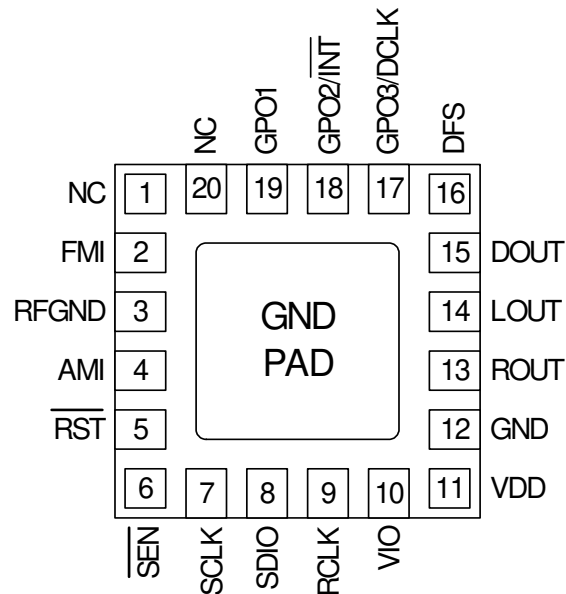 NC
GPO1
GPO2/INT
GPO3/DCLK
DFS
NC
1
20
19
18
17
16
FMI
2
15
DOUT
RFGND
3
14
LOUT
GND
PAD
AMI
4
13
ROUT
RST
5
12
GND
6
7
8
9
10
11
VDD
SEN
SCLK
SDIO
RCLK
VIO